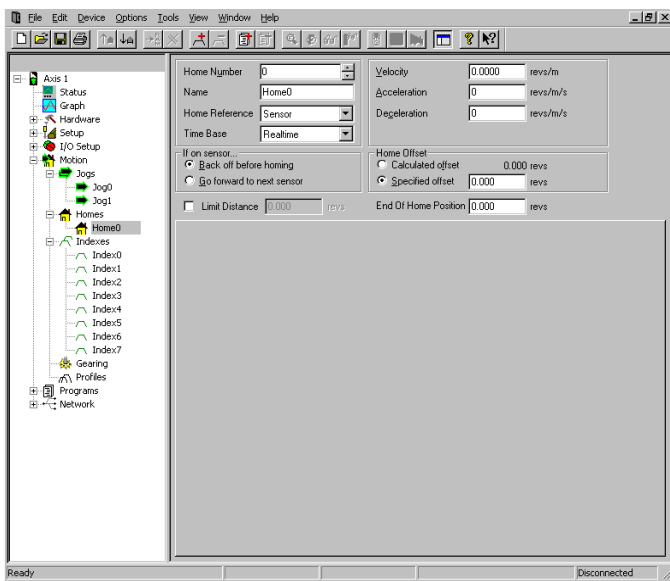 File Edit Device Options Tools View Window Help
Axis 1
Status
Graph
Hardware
Setup
I/O Setup
Motion
Jogs
Jog0
Jog1
Homes
Home0
Indexes
Index0
Index1
Index2
Index3
Index4
Index5
Index6
Index7
Gearing
Profiles
Programs
Network
Home Number 0
Name Home0
Home Reference Sensor
Time Base Realtime
Velocity 0.0000 revs/m
Acceleration 0 revs/m/s
Deceleration 0 revs/m/s
If on sensor...
Back off before homing
Go forward to next sensor
Home Offset
Calculated offset 0.000 revs
Specified offset 0.000 revs
Limit Distance 0.000 revs
End Of Home Position 0.000 revs
Ready Disconnected